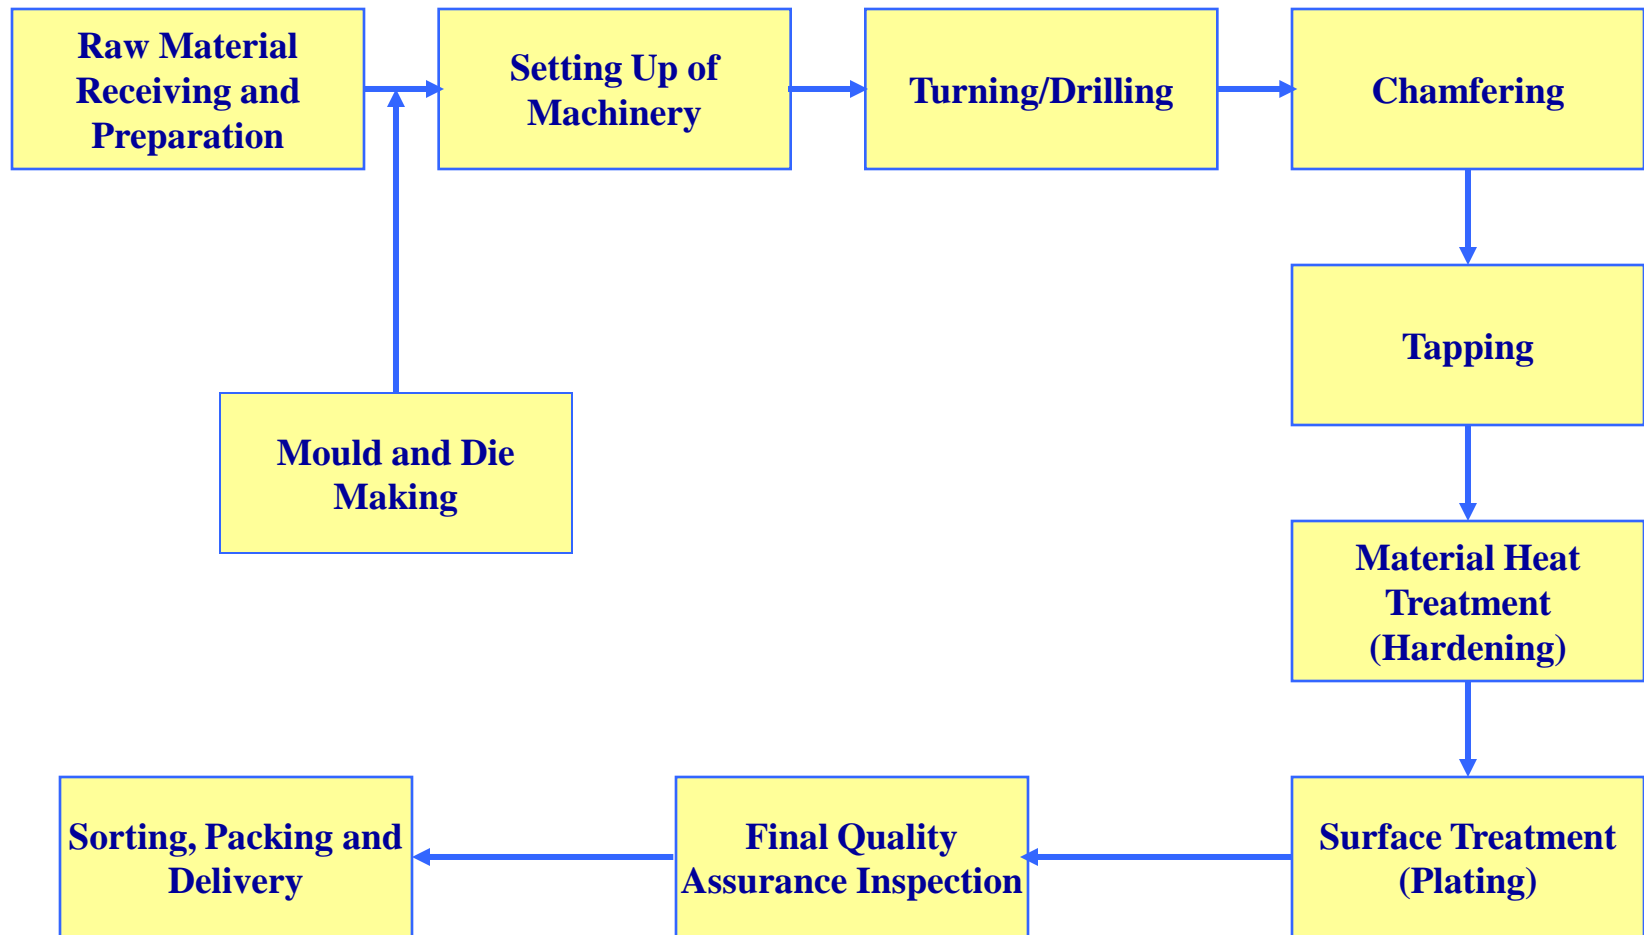 Raw Material
Receiving and
Preparation
Setting Up of
Machinery
Turning/Drilling
Chamfering
Tapping
Mould and Die
Making
Material Heat
Treatment
(Hardening)
Surface Treatment
(Plating)
Final Quality
Assurance Inspection
Sorting, Packing and
Delivery